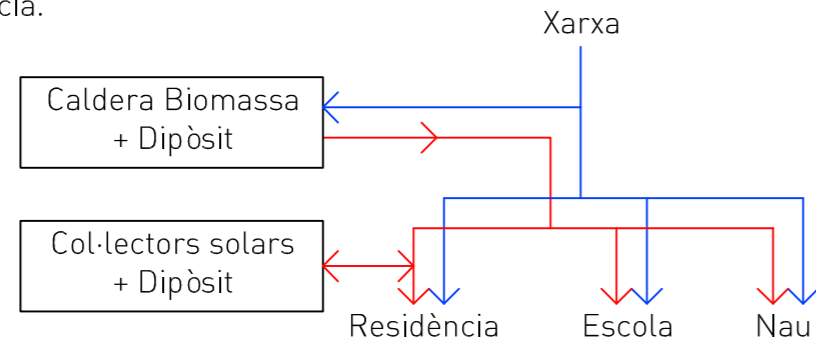 cia.
Xarxa
Caldera Biomassa
+ Dipòsit
Col·lectors solars
+ Dipòsit
Residència
Escola
Nau